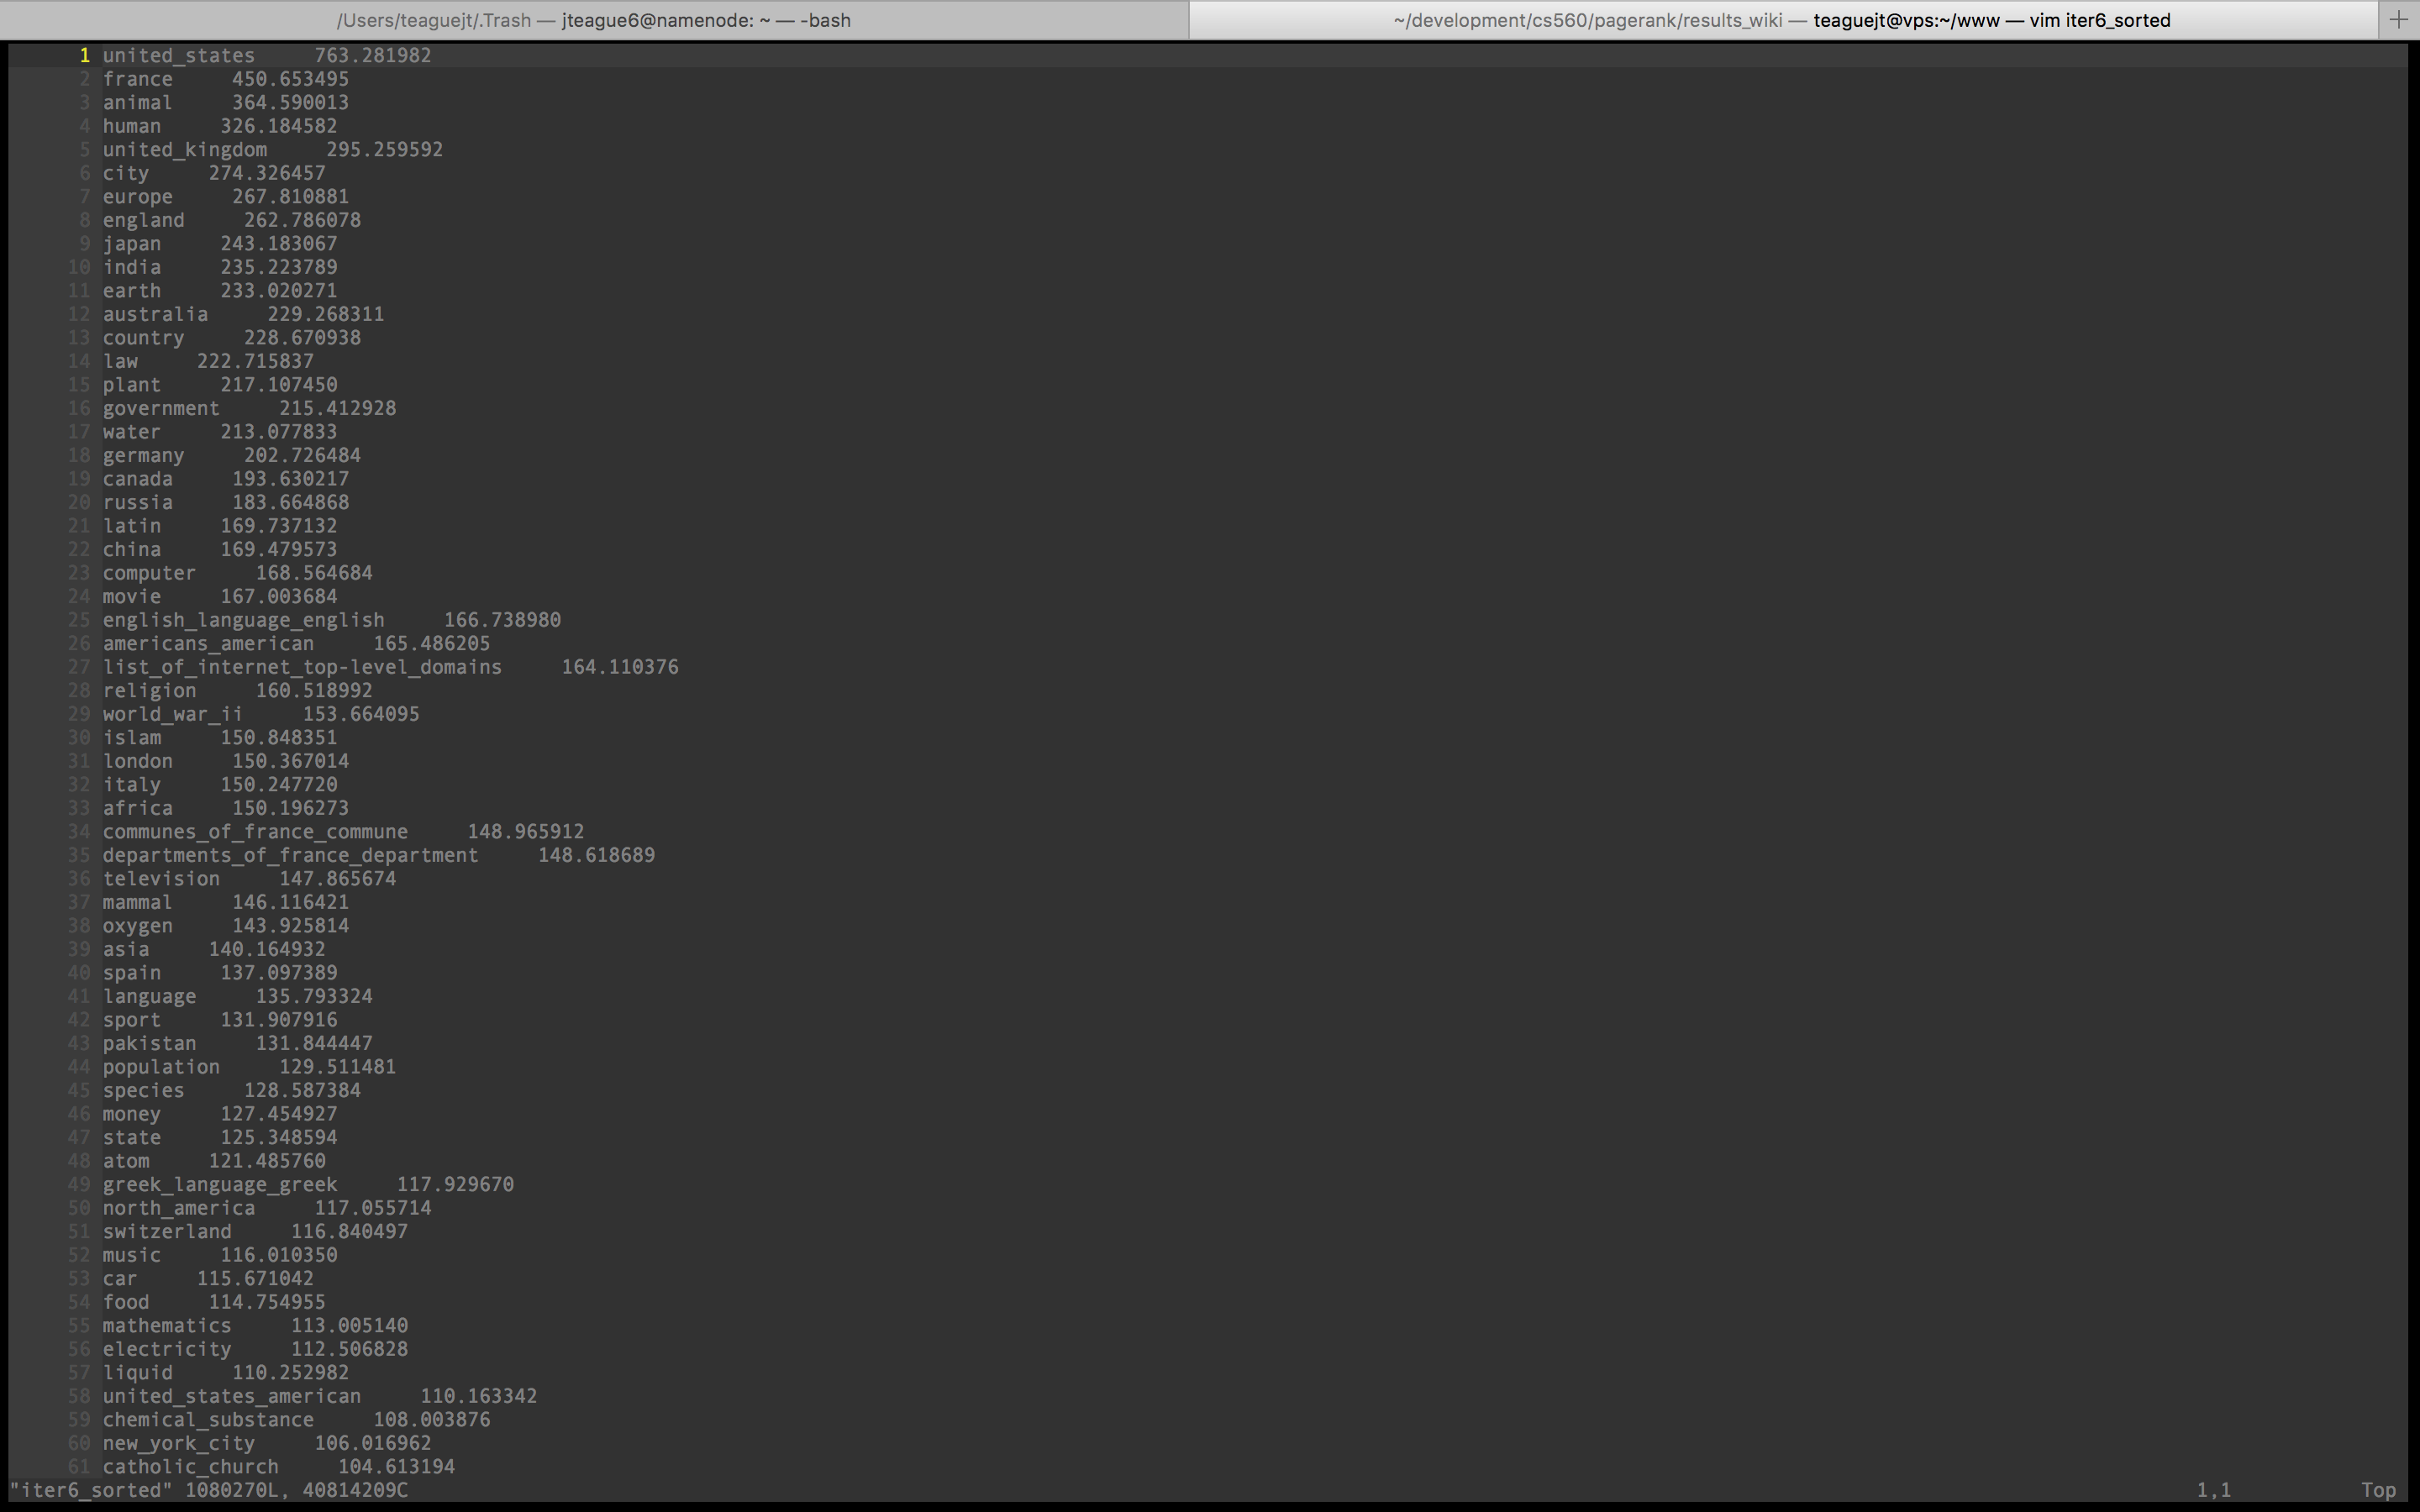 /Users/teaguejt/.Trash — jteague6@namenode: ~ — -bash
~/development/cs560/pagerank/results_wiki — teaguejt@vps:~/www — vim iter6_sorted
1 united_states 763.281982
2 france 450.653495
3 animal 364.590013
4 human 326.184582
5 united_kingdom 295.259592
6 city 274.326457
7 europe 267.810881
8 england 262.786078
9 japan 243.183067
10 india 235.223789
11 earth 233.020271
12 australia 229.268311
13 country 228.670938
14 law 222.715837
15 plant 217.107450
16 government 215.412928
17 water 213.077833
18 germany 202.726484
19 canada 193.630217
20 russia 183.664868
21 latin 169.737132
22 china 169.479573
23 computer 168.564684
24 movie 167.003684
25 english_language_english 166.738980
26 americans_american 165.486205
27 list_of_internet_top-level_domains 164.110376
28 religion 160.518992
29 world_war_ii 153.664095
30 islam 150.848351
31 london 150.367014
32 italy 150.247720
33 africa 150.196273
34 communes_of_france_commune 148.965912
35 departments_of_france_department 148.618689
36 television 147.865674
37 mammal 146.116421
38 oxygen 143.925814
39 asia 140.164932
40 spain 137.097389
41 language 135.793324
42 sport 131.907916
43 pakistan 131.844447
44 population 129.511481
45 species 128.587384
46 money 127.454927
47 state 125.348594
48 atom 121.485760
49 greek_language_greek 117.929670
50 north_america 117.055714
51 switzerland 116.840497
52 music 116.010350
53 car 115.671042
54 food 114.754955
55 mathematics 113.005140
56 electricity 112.506828
57 liquid 110.252982
58 united_states_american 110.163342
59 chemical_substance 108.003876
60 new_york_city 106.016962
61 catholic_church 104.613194
"iter6_sorted" 1080270L, 40814209C 1,1 Top